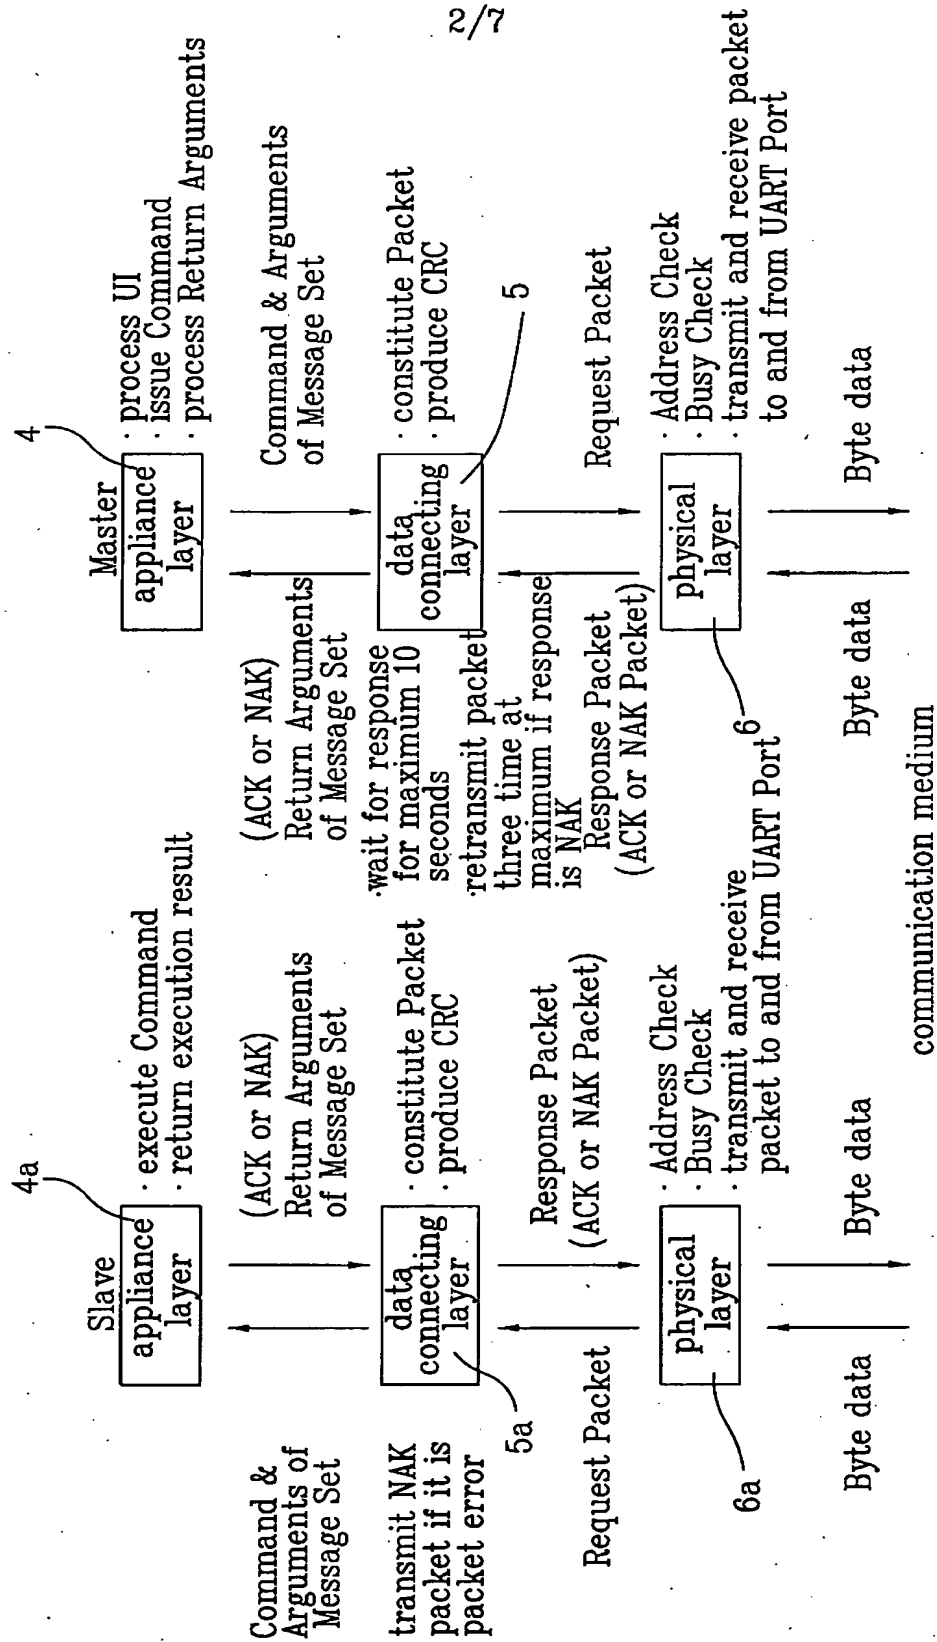 2/7
Slave
4a
appliance
layer
· execute Command
· return execution result
Command &
Arguments of
Message Set
(ACK or NAK)
Return Arguments
of Message Set
transmit NAK
packet if it is
packet error
data
connecting
layer
5a
· constitute Packet
· produce CRC
Request Packet
Response Packet
(ACK or NAK Packet)
physical
layer
6a
· Address Check
· Busy Check
· transmit and receive
packet to and from UART Port
Byte data
Byte data
Master
4
appliance
layer
· process UI
· issue Command
· process Return Arguments
(ACK or NAK)
Return Arguments
of Message Set
Command & Arguments
of Message Set
·wait for response
for maximum 10
seconds
·retransmit packet
three time at
maximum if response
is NAK
data
connecting
layer
5
· constitute Packet
· produce CRC
Response Packet
(ACK or NAK Packet)
Request Packet
physical
layer
6
· Address Check
· Busy Check
· transmit and receive packet
to and from UART Port
Byte data
Byte data
communication medium